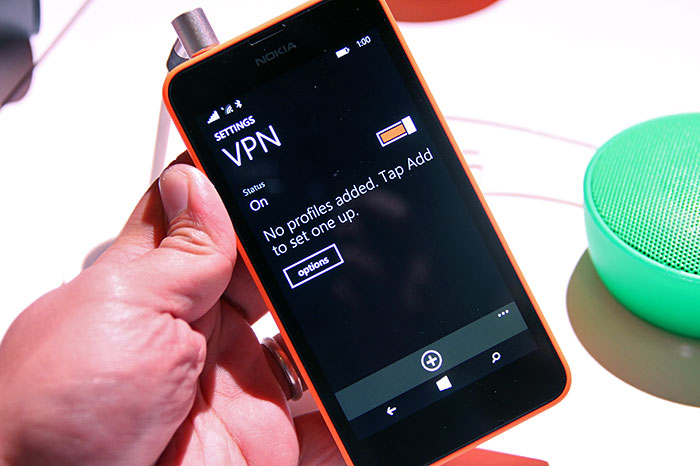 NOKIA
1:00
SETTINGS
VPN
Status
On
No profiles added. Tap Add
to set one up.
options